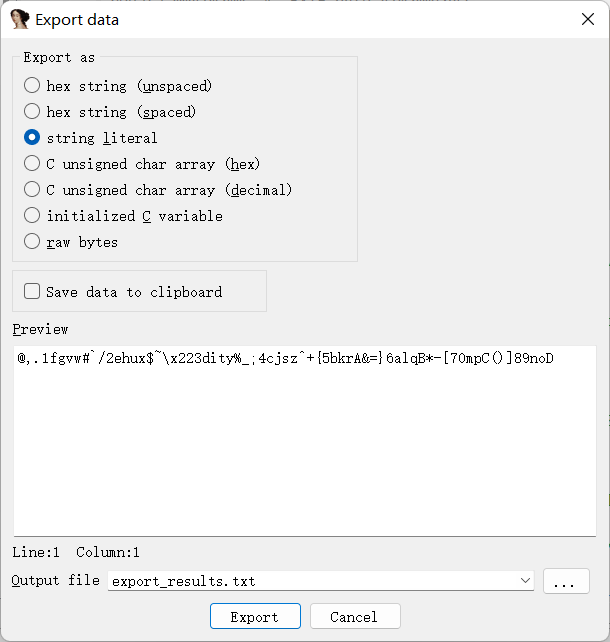 Export data
Export as
hex string (unspaced)
hex string (spaced)
string literal
C unsigned char array (hex)
C unsigned char array (decimal)
initialized C variable
raw bytes
Save data to clipboard
Preview
@,.1fgvw#`/2ehux$~\x223dity%_;4cjsz^+{5bkrA&=}6alqB*-[70mpC()]89noD
Line:1 Column:1
Output file export_results.txt ...
Export Cancel